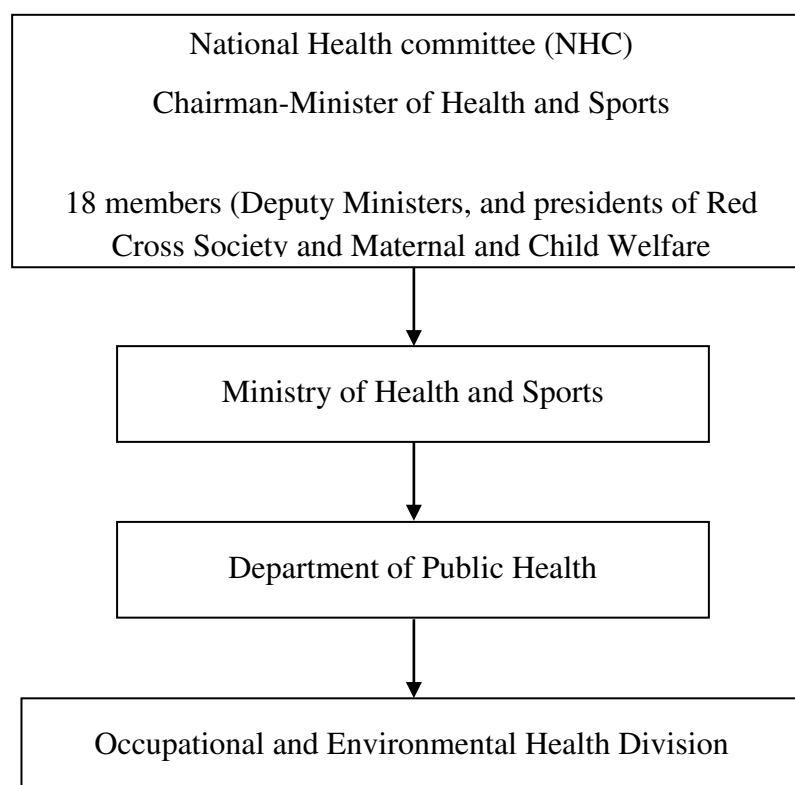 National Health committee (NHC)
Chairman-Minister of Health and Sports
18 members (Deputy Ministers, and presidents of Red
Cross Society and Maternal and Child Welfare
Ministry of Health and Sports
Department of Public Health
Occupational and Environmental Health Division